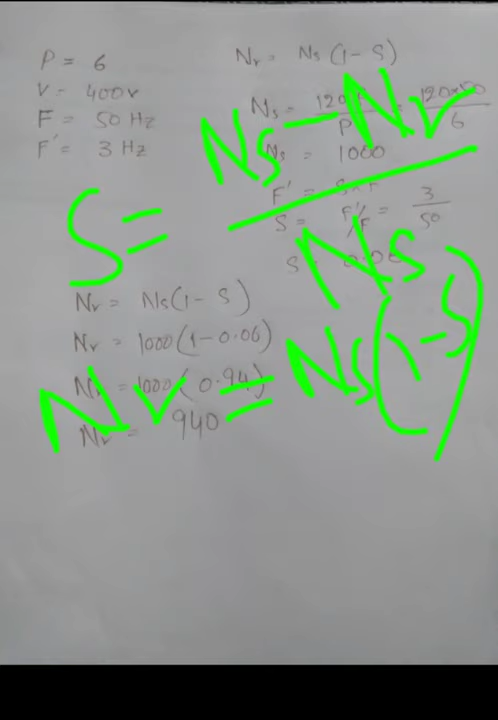 P = 6
V = 400v
F = 50 Hz
F' = 3 Hz
Nr = Ns (1 - S)
Ns = 120 P = 120x50 / 6
Ns = 1000
F' = S x F
S = F'/F = 3/50
S = 0.06
Nr = Ns(1 - S)
Nr = 1000(1-0.06)
Nr = 1000(0.94)
Nr = 940
S = Ns - Nr / Ns
Nr = Ns(1-S)